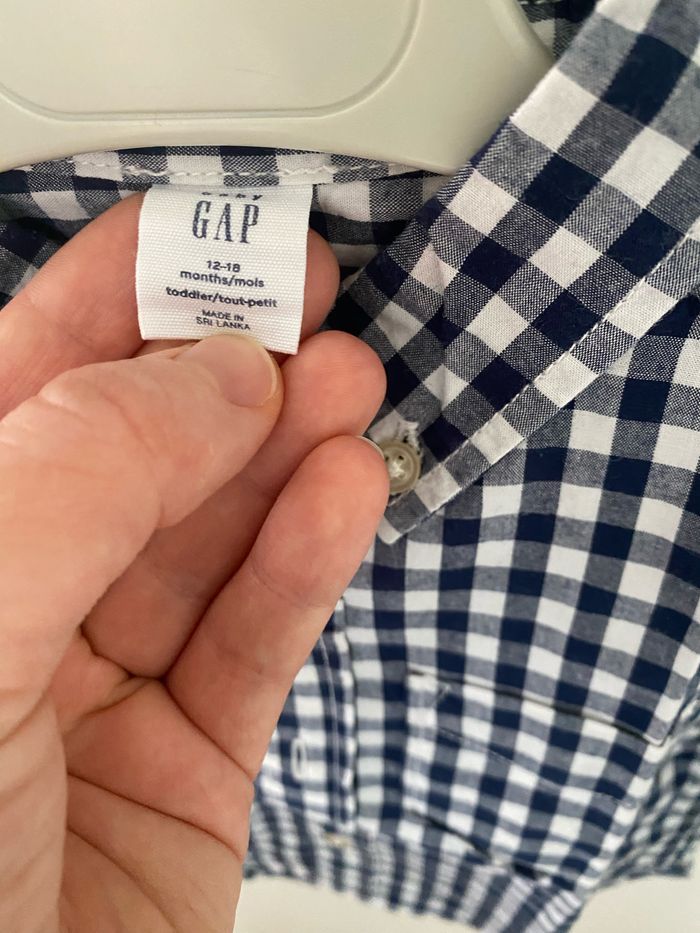 GAP
12-18
months/mois
toddler/tout-petit
MADE IN
SRI LANKA